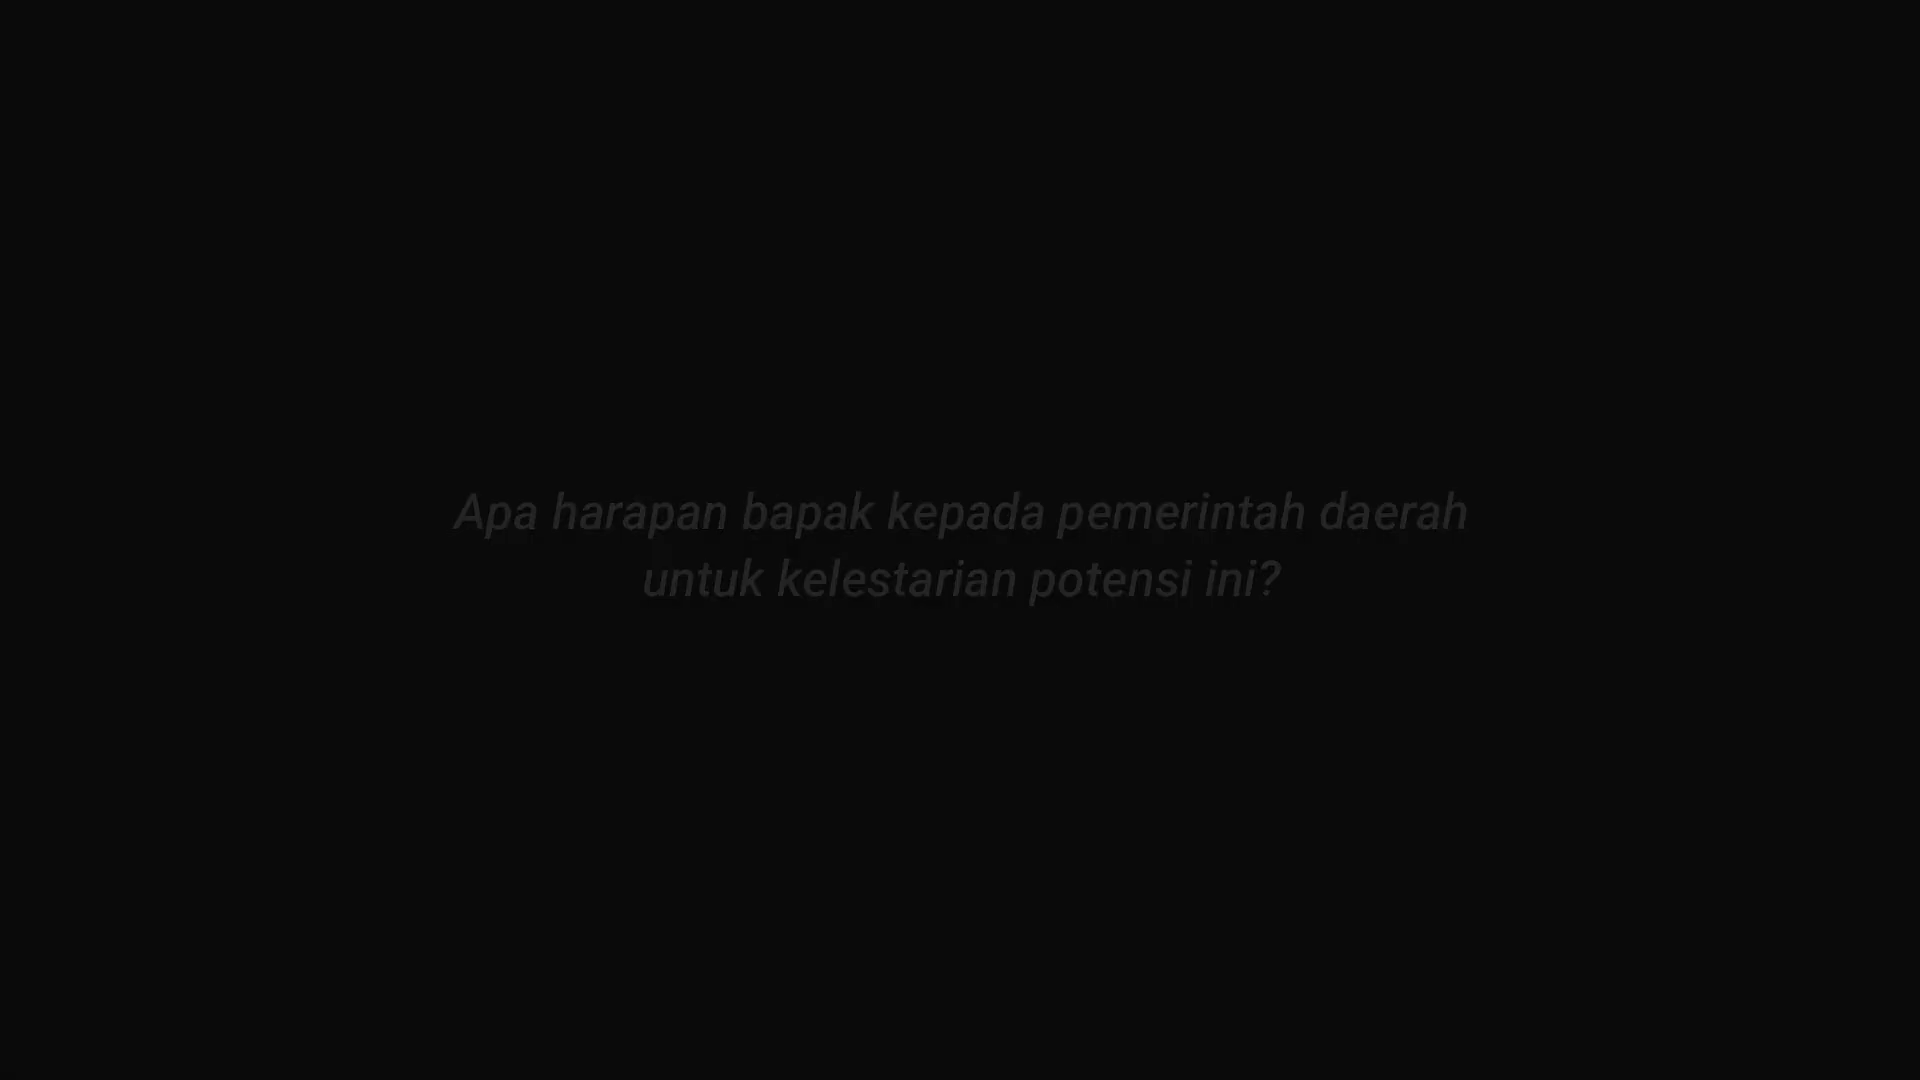 Apa harapan bapak kepada pemerintah daerah
untuk kelestarian potensi ini?